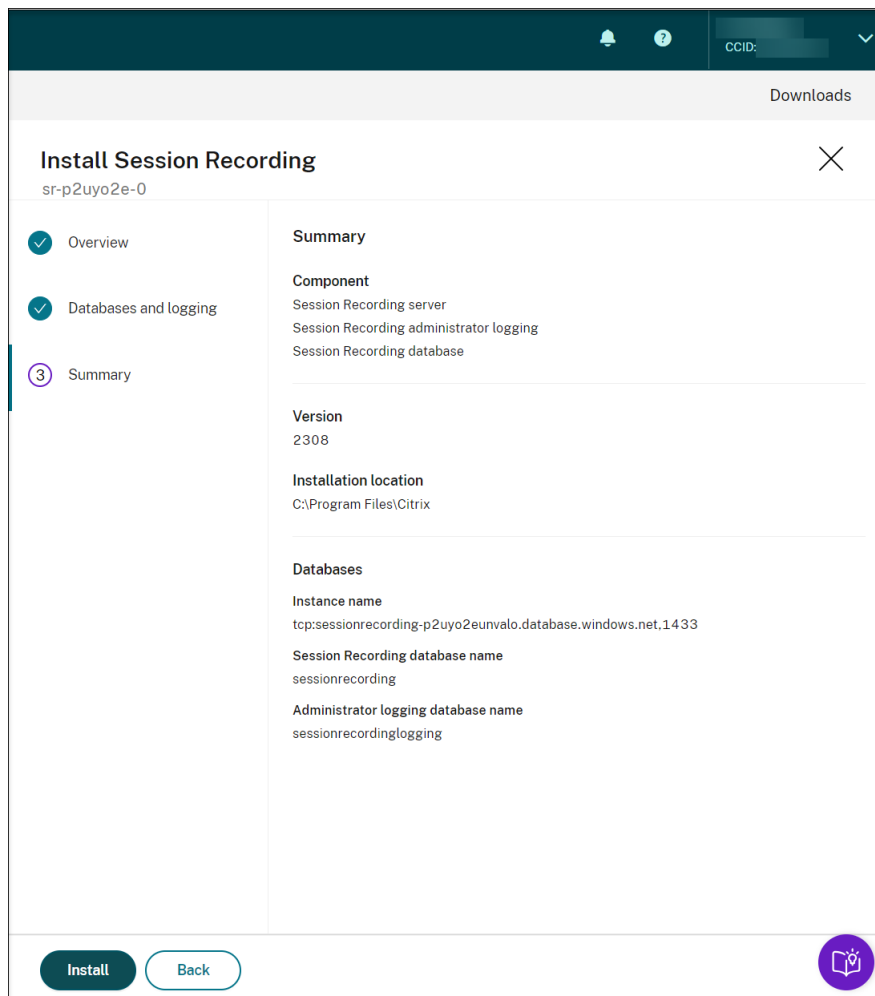 CCID:
Downloads
Install Session Recording
sr-p2uyo2e-0
Overview
Databases and logging
3 Summary
Summary
Component
Session Recording server
Session Recording administrator logging
Session Recording database
Version
2308
Installation location
C:\Program Files\Citrix
Databases
Instance name
tcp:sessionrecording-p2uyo2eunvalo.database.windows.net,1433
Session Recording database name
sessionrecording
Administrator logging database name
sessionrecordinglogging
Install
Back